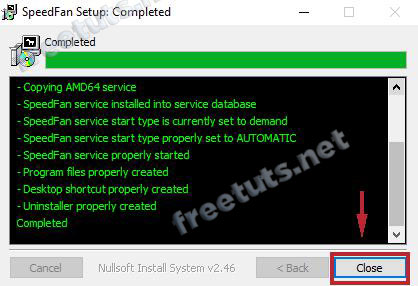 SpeedFan Setup: Completed
Completed
- Copying AMD64 service
- SpeedFan service installed into service database
- SpeedFan service start type is currently set to demand
- SpeedFan service start type properly set to AUTOMATIC
- SpeedFan service properly started
- Program files properly created
- Desktop shortcut properly created
- Uninstaller properly created
Completed
freetuts.net
freetuts.net
Cancel Nullsoft Install System v2.46 < Back Close